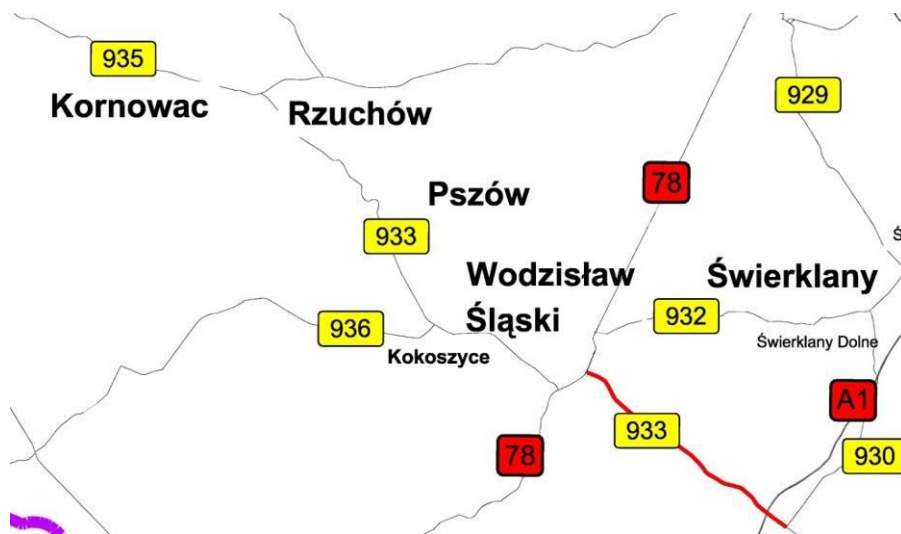 935
Kornowac
Rzuchów
929
78
Pszów
933
Ś
Wodzisław
Śląski
Świerklany
932
936
Kokoszyce
Świerklany Dolne
A1
933
78
930